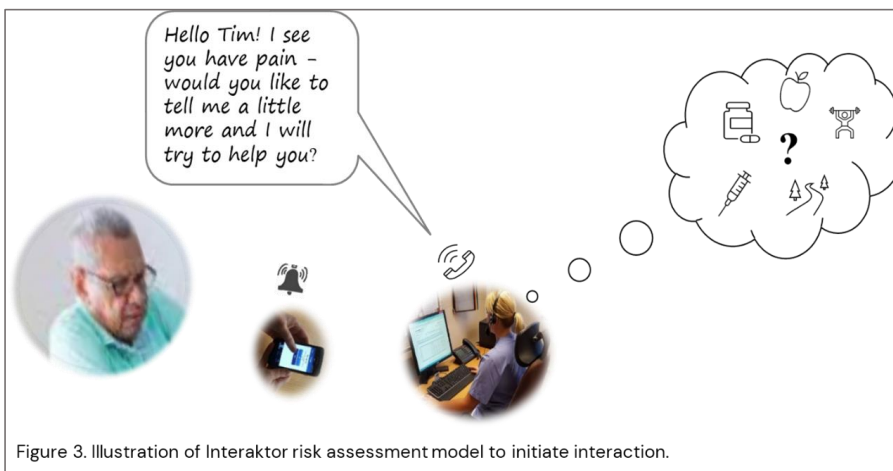 Hello Tim! I see
you have pain -
would you like to
tell me a little
more and I will
try to help you?
?
Figure 3. Illustration of Interaktor risk assessment model to initiate interaction.